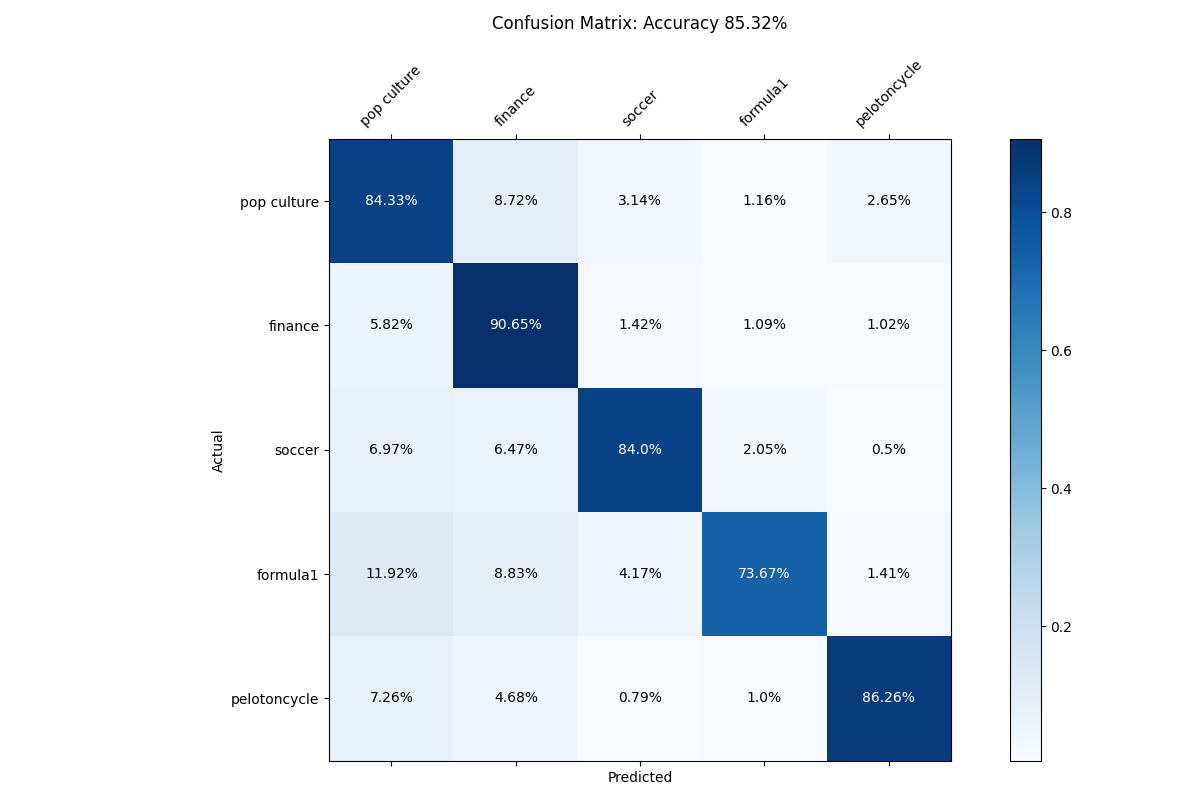 Confusion Matrix: Accuracy 85.32%
pop culture finance soccer formula1 pelotoncycle
pop culture 84.33% 8.72% 3.14% 1.16% 2.65%
finance 5.82% 90.65% 1.42% 1.09% 1.02%
soccer 6.97% 6.47% 84.0% 2.05% 0.5%
formula1 11.92% 8.83% 4.17% 73.67% 1.41%
pelotoncycle 7.26% 4.68% 0.79% 1.0% 86.26%
Actual
Predicted
0.8
0.6
0.4
0.2